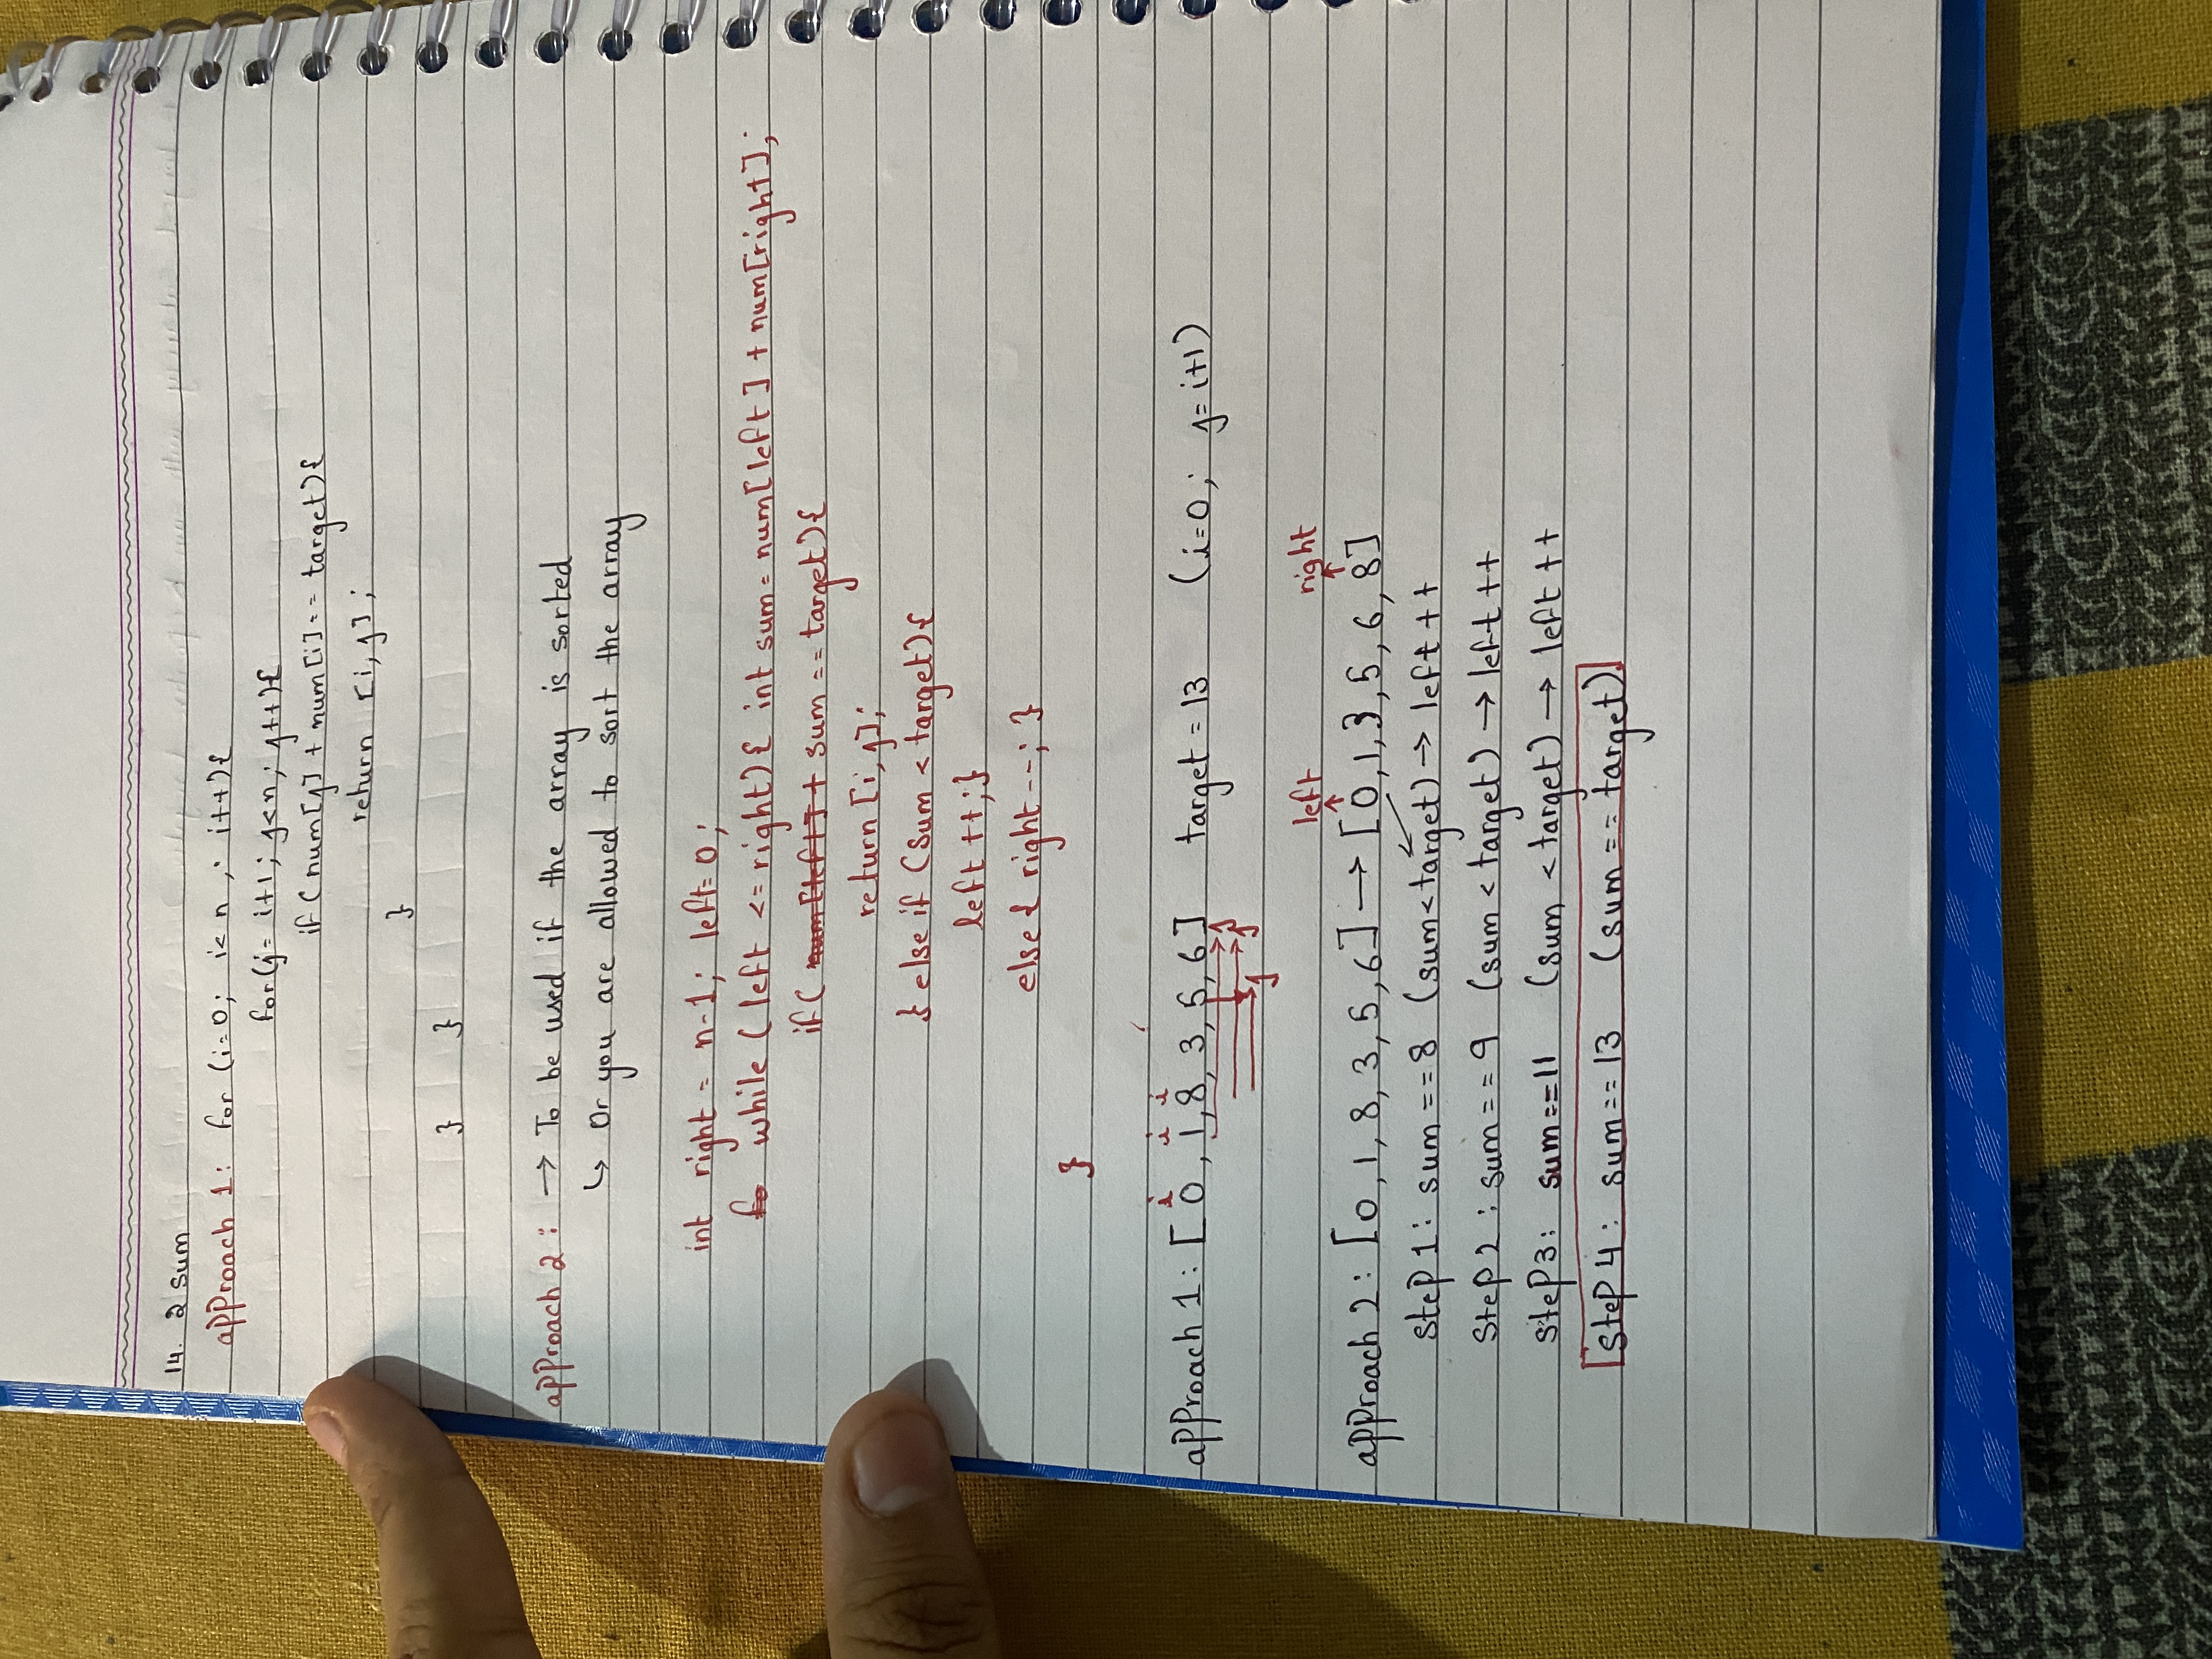 14. 2 sum
approach 1: for (i=0; i<n ; i++){
for(j= i+1; j<n; j++){
if (num[j] + num[i]== target){
return [i,j];
}
} }
approach 2: → To be used if the array is sorted
↳ Or you are allowed to sort the array
int right = n-1; left=0;
while (left <= right){ int sum= num[left] + num[right];
if( sum == target){
return [i,j];
} else if (sum < target){
left ++;}
else{ right--; }
}
i i i
approach 1: [0, 1, 8, 3, 5, 6] target = 13 (i=0; j= i+1)
j
j
j
left right
approach 2: [0, 1, 8, 3, 5, 6] → [0, 1, 3, 5, 6, 8]
step 1: sum == 8 (sum<target) → left ++
step 2: sum == 9 (sum < target) → left ++
step3: sum==11 (sum < target) → left ++
step 4: sum== 13 (sum == target)